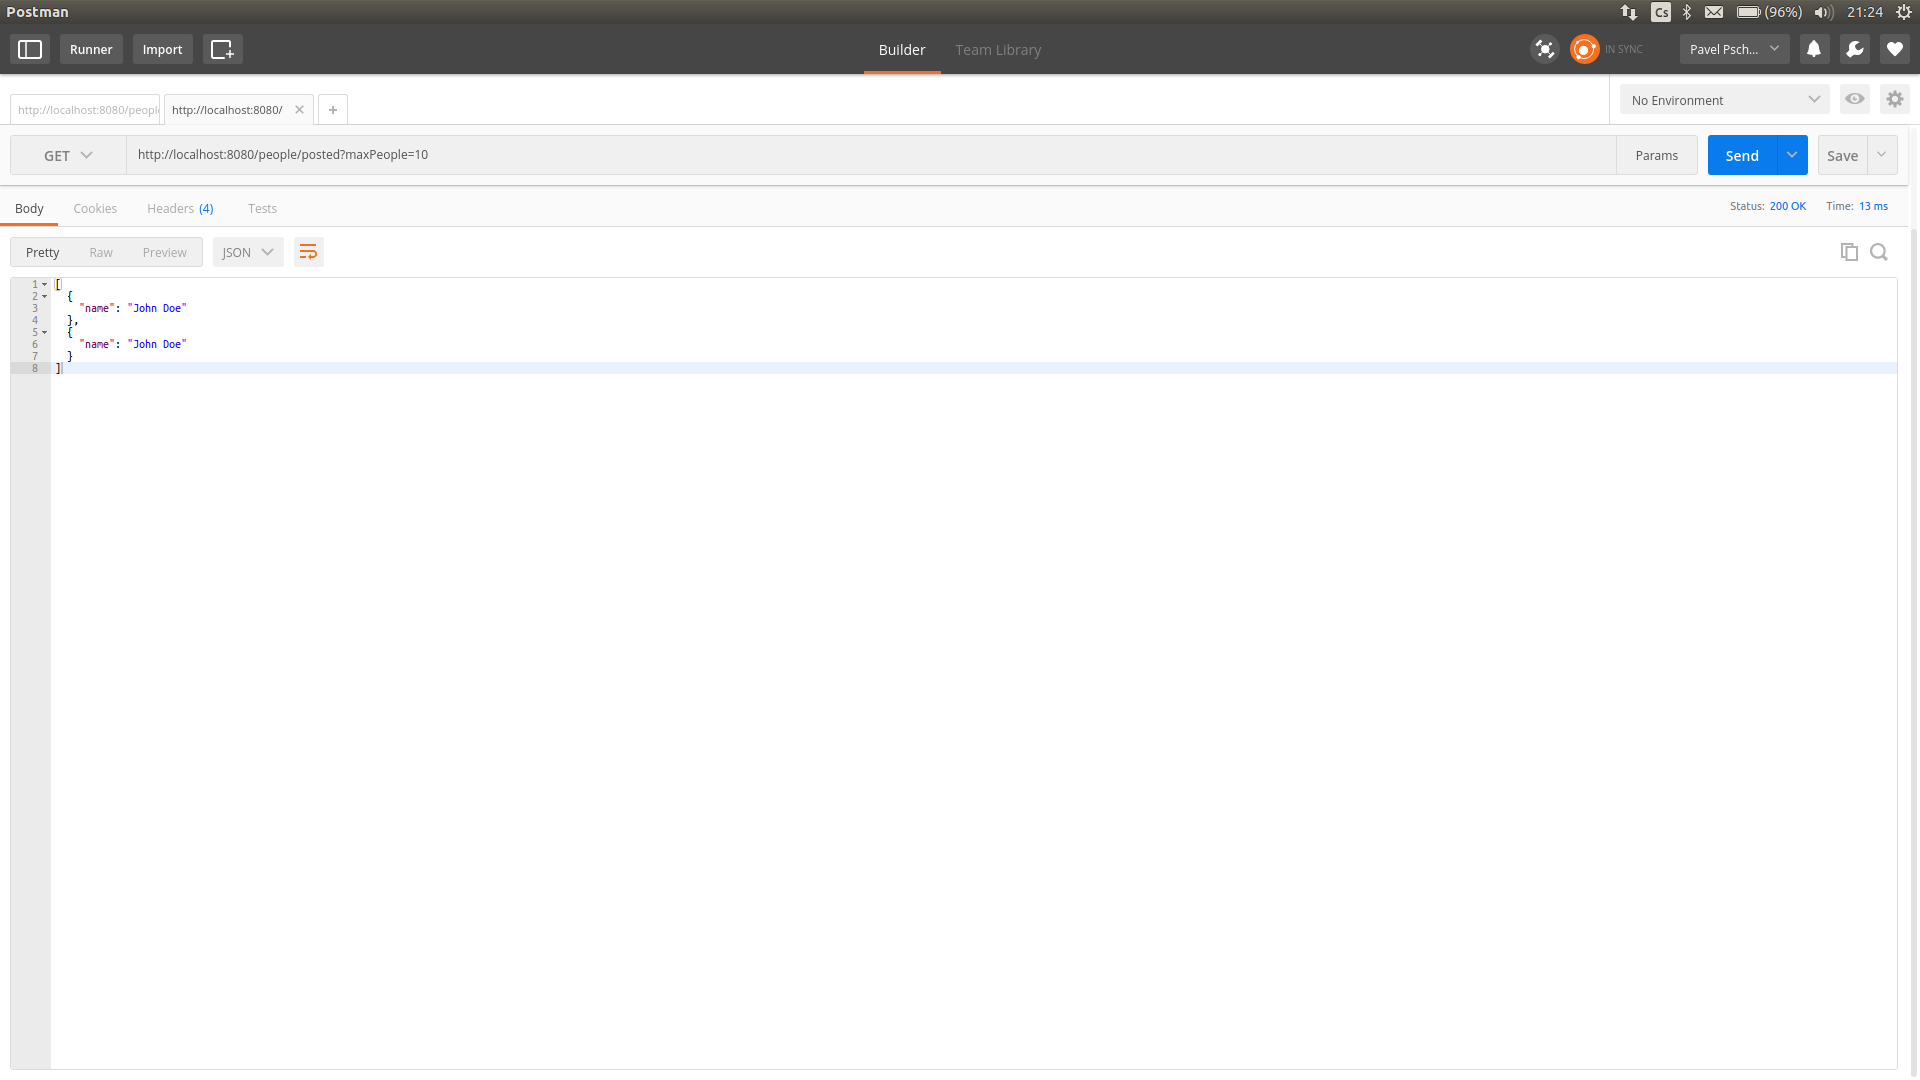 Postman
Cs
(96%)
21:24
Runner
Import
Builder
Team Library
IN SYNC
Pavel Psch...
http://localhost:8080/peopl
http://localhost:8080/
No Environment
GET
http://localhost:8080/people/posted?maxPeople=10
Params
Send
Save
Body
Cookies
Headers (4)
Tests
Status: 200 OK
Time: 13 ms
Pretty
Raw
Preview
JSON
1 [
2 {
3 "name": "John Doe"
4 },
5 {
6 "name": "John Doe"
7 }
8 ]